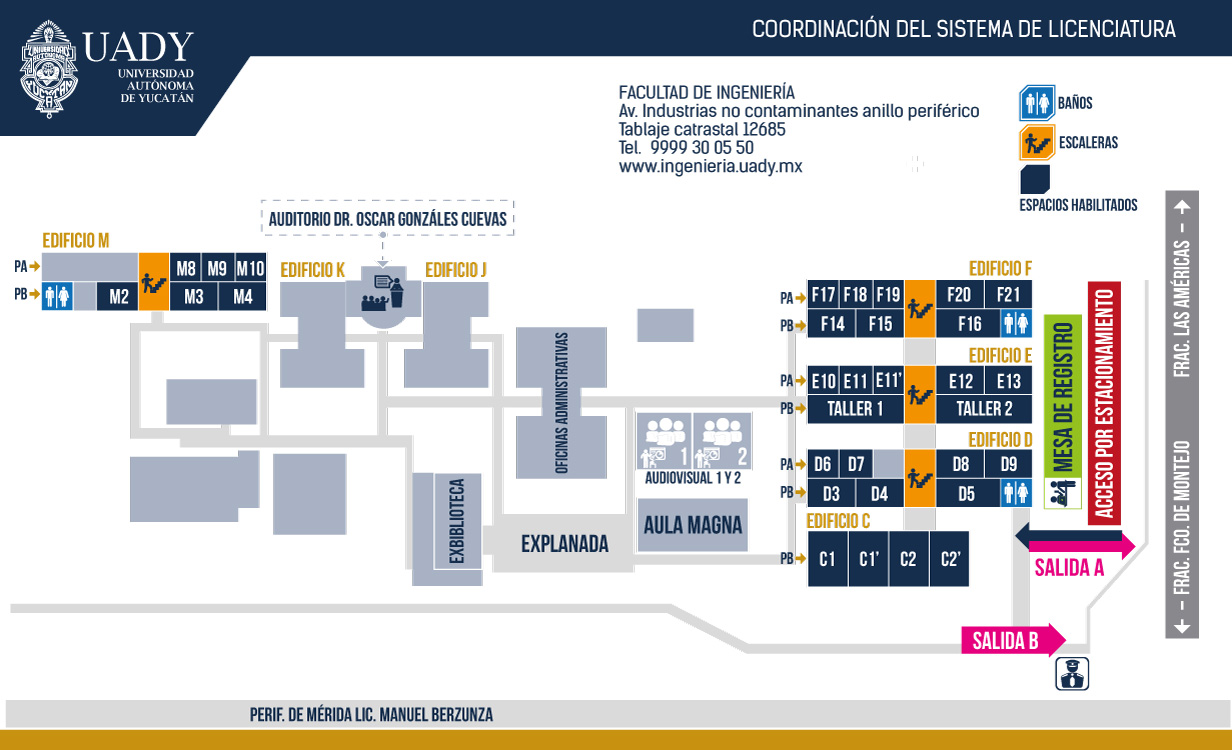 COORDINACIÓN DEL SISTEMA DE LICENCIATURA
UADY
UNIVERSIDAD
AUTÓNOMA
DE YUCATÁN
FACULTAD DE INGENIERÍA
Av. Industrias no contaminantes anillo periférico
Tablaje catrastal 12685
Tel. 9999 30 05 50
www.ingenieria.uady.mx
BAÑOS
ESCALERAS
ESPACIOS HABILITADOS
AUDITORIO DR. OSCAR GONZÁLES CUEVAS
EDIFICIO M
PA
M8 M9 M10
PB
M2 M3 M4
EDIFICIO K
EDIFICIO J
OFICINAS ADMINISTRATIVAS
EXBIBLIOTECA
EXPLANADA
1 2
AUDIOVISUAL 1 Y 2
AULA MAGNA
EDIFICIO F
PA
F17 F18 F19 F20 F21
PB
F14 F15 F16
EDIFICIO E
PA
E10 E11 E11' E12 E13
PB
TALLER 1 TALLER 2
EDIFICIO D
PA
D6 D7 D8 D9
PB
D3 D4 D5
EDIFICIO C
PB
C1 C1' C2 C2'
MESA DE REGISTRO
ACCESO POR ESTACIONAMIENTO
FRAC. LAS AMÉRICAS
FRAC. FCO. DE MONTEJO
SALIDA A
SALIDA B
PERIF. DE MÉRIDA LIC. MANUEL BERZUNZA